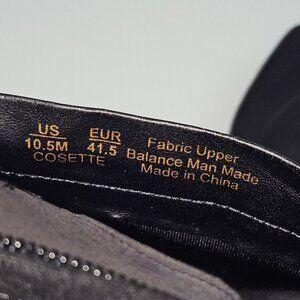 US EUR
10.5M 41.5
COSETTE
Fabric Upper
Balance Man Made
Made in China